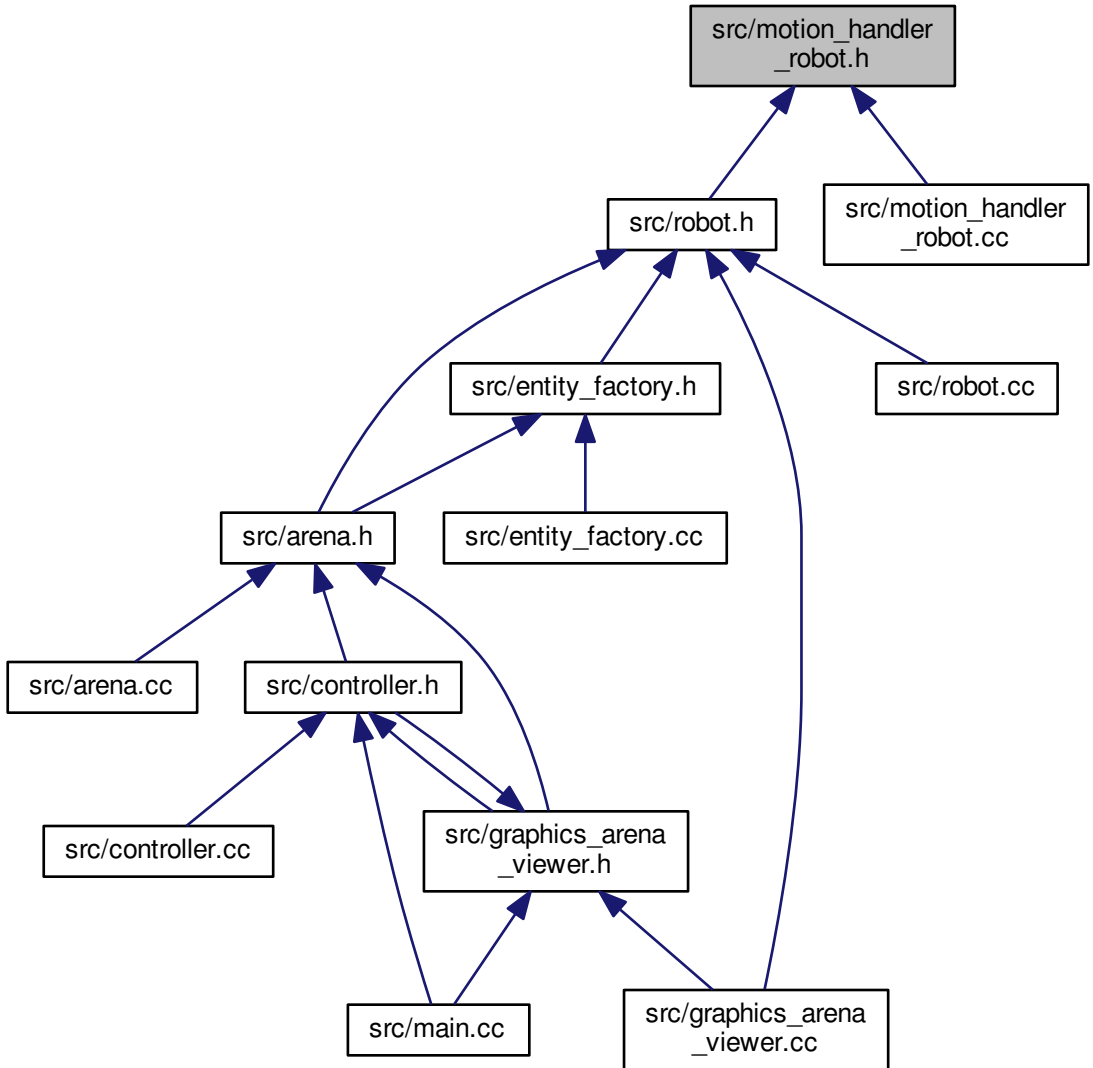 src/motion_handler
_robot.h
src/robot.h
src/motion_handler
_robot.cc
src/entity_factory.h
src/robot.cc
src/arena.h
src/entity_factory.cc
src/arena.cc
src/controller.h
src/controller.cc
src/graphics_arena
_viewer.h
src/main.cc
src/graphics_arena
_viewer.cc